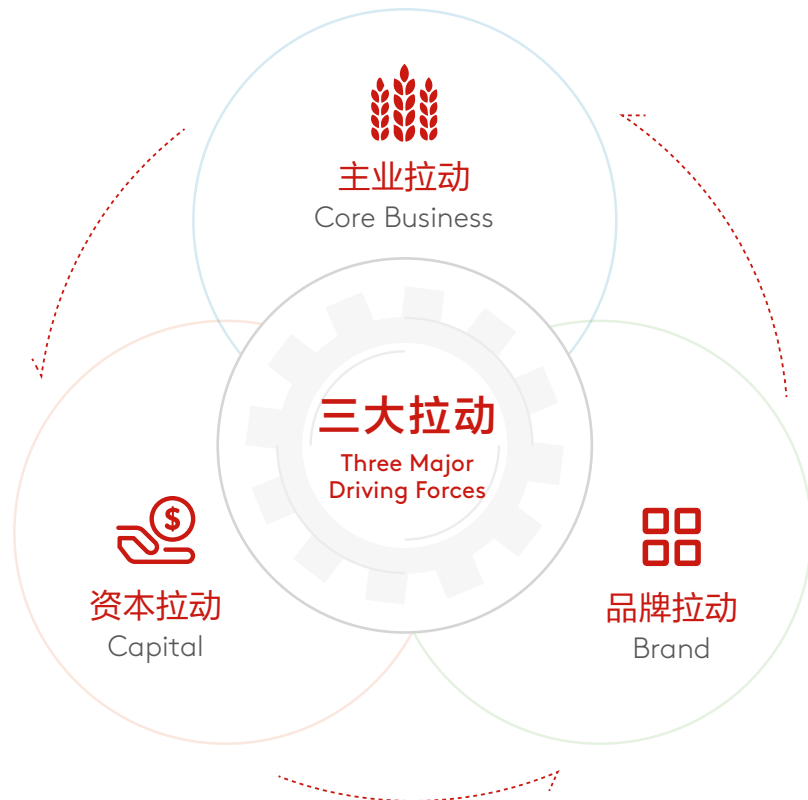 主业拉动
Core Business
三大拉动
Three Major
Driving Forces
$
资本拉动
Capital
品牌拉动
Brand